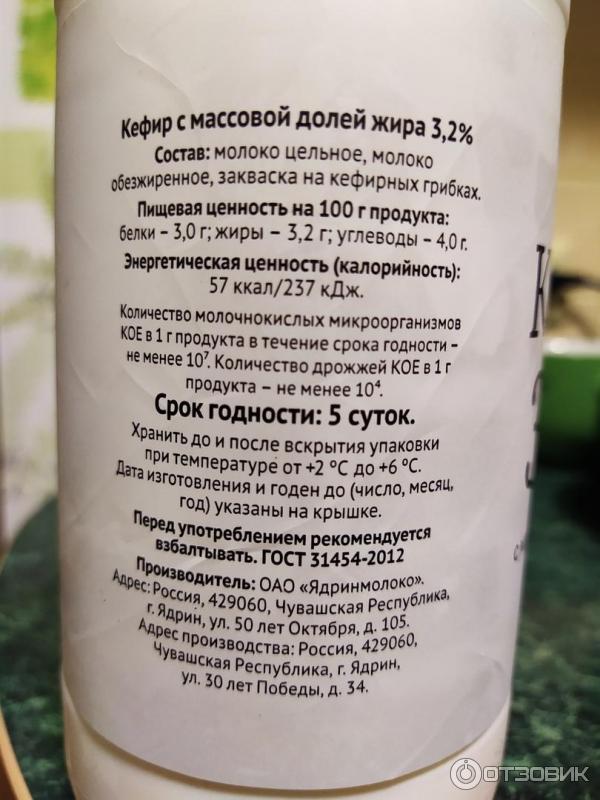 Кефир с массовой долей жира 3,2%
Состав: молоко цельное, молоко
обезжиренное, закваска на кефирных грибках.
Пищевая ценность на 100 г продукта:
белки – 3,0 г; жиры – 3,2 г; углеводы – 4,0 г.
Энергетическая ценность (калорийность):
57 ккал/237 кДж.
Количество молочнокислых микроорганизмов
КОЕ в 1 г продукта в течение срока годности –
не менее 10⁷. Количество дрожжей КОЕ в 1 г
продукта – не менее 10⁴.
Срок годности: 5 суток.
Хранить до и после вскрытия упаковки
при температуре от +2 °С до +6 °С.
Дата изготовления и годен до (число, месяц,
год) указаны на крышке.
Перед употреблением рекомендуется
взбалтывать. ГОСТ 31454-2012
Производитель: ОАО «Ядринмолоко».
Адрес: Россия, 429060, Чувашская Республика,
г. Ядрин, ул. 50 лет Октября, д. 105.
Адрес производства: Россия, 429060,
Чувашская Республика, г. Ядрин,
ул. 30 лет Победы, д. 34.
ОТЗОВИК